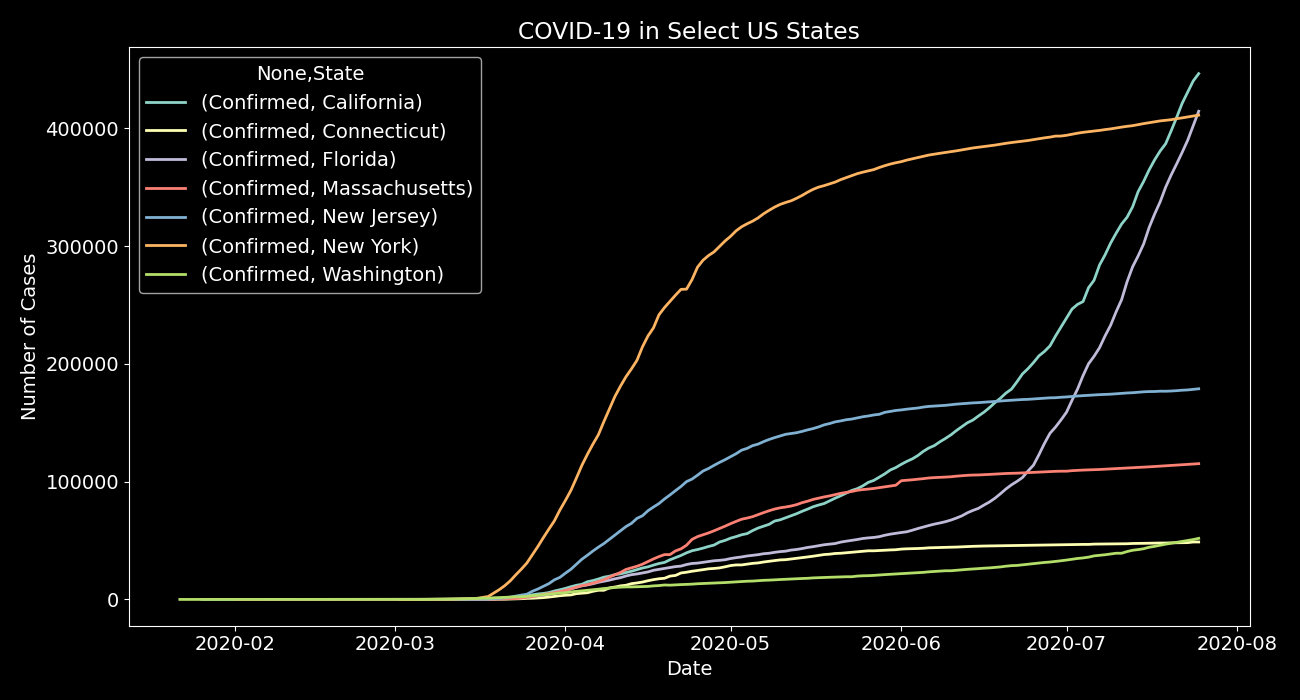 COVID-19 in Select US States
None,State
(Confirmed, California)
(Confirmed, Connecticut)
(Confirmed, Florida)
(Confirmed, Massachusetts)
(Confirmed, New Jersey)
(Confirmed, New York)
(Confirmed, Washington)
Number of Cases
400000
300000
200000
100000
0
2020-02
2020-03
2020-04
2020-05
2020-06
2020-07
2020-08
Date